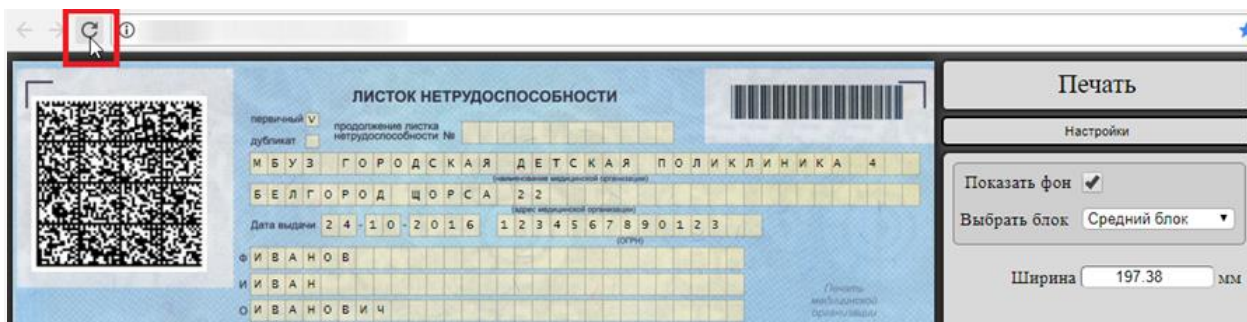 ЛИСТОК НЕТРУДОСПОСОБНОСТИ
первичный V
продолжение листка
нетрудоспособности №
дубликат
МБУЗ ГОРОДСКАЯ ДЕТСКАЯ ПОЛИКЛИНИКА 4
(наименование медицинской организации)
БЕЛГОРОД ЩОРСА 22
(адрес медицинской организации)
Дата выдачи 24-10-2016 1234567890123
(ОГРН)
Ф ИВАНОВ
И ИВАН
О ИВАНОВИЧ
Печать
медицинской
организации
Печать
Настройки
Показать фон
Выбрать блок Средний блок
Ширина 197.38 мм